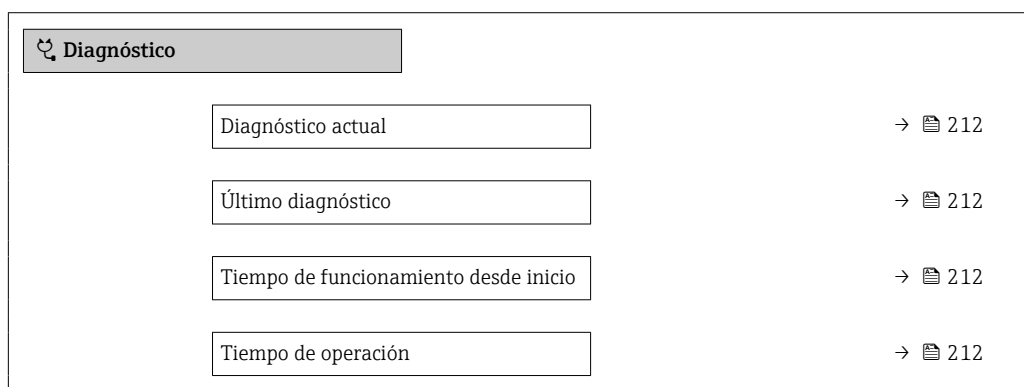 Diagnóstico
Diagnóstico actual → 212
Último diagnóstico → 212
Tiempo de funcionamiento desde inicio → 212
Tiempo de operación → 212